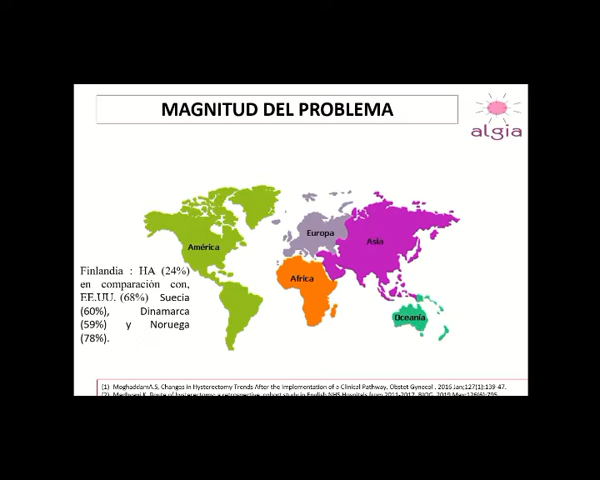 MAGNITUD DEL PROBLEMA
algia
América
Europa
Asia
Africa
Oceanía
Finlandia : HA (24%)
en comparación con,
EE.UU. (68%) Suecia
(60%), Dinamarca
(59%) y Noruega
(78%).
(1) MoghaddamA.S, Changes in Hysterectomy Trends After the Implementation of a Clinical Pathway, Obstet Gynecol . 2016 Jan;127(1):139-47.